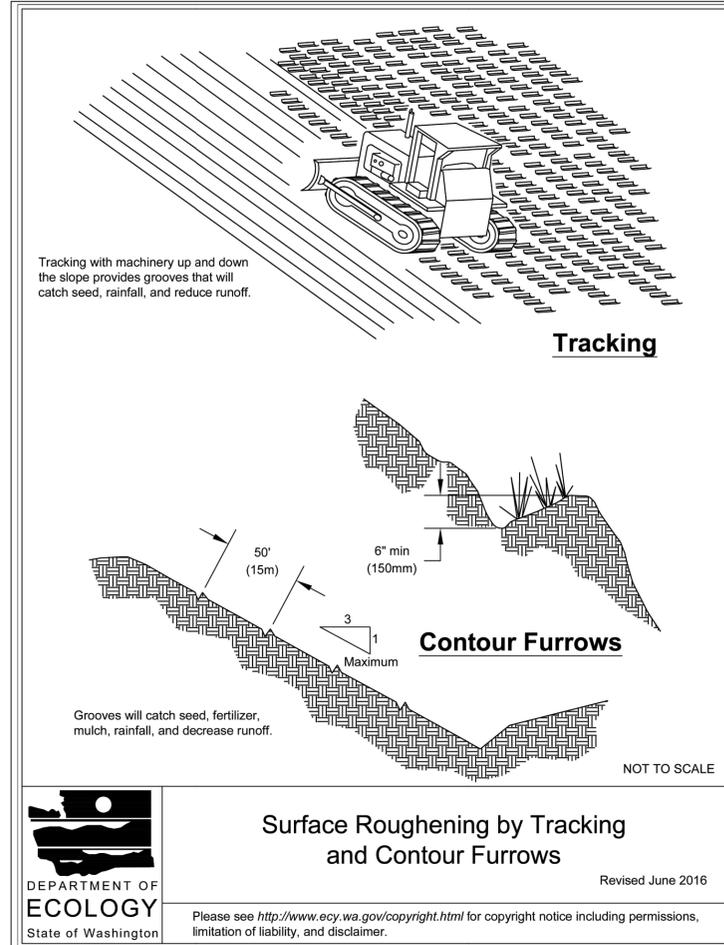 Tracking with machinery up and down
the slope provides grooves that will
catch seed, rainfall, and reduce runoff.
Tracking
6" min
(150mm)
50'
(15m)
3
1
Maximum
Contour Furrows
Grooves will catch seed, fertilizer,
mulch, rainfall, and decrease runoff.
NOT TO SCALE
DEPARTMENT OF
ECOLOGY
State of Washington
Surface Roughening by Tracking
and Contour Furrows
Revised June 2016
Please see http://www.ecy.wa.gov/copyright.html for copyright notice including permissions,
limitation of liability, and disclaimer.